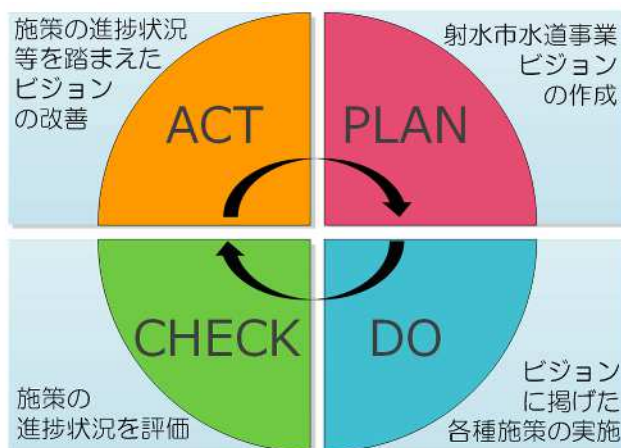 施策の進捗状況
等を踏まえた
ビジョン
の改善
ACT
PLAN
射水市水道事業
ビジョン
の作成
CHECK
施策の
進捗状況を評価
DO
ビジョン
に掲げた
各種施策の実施